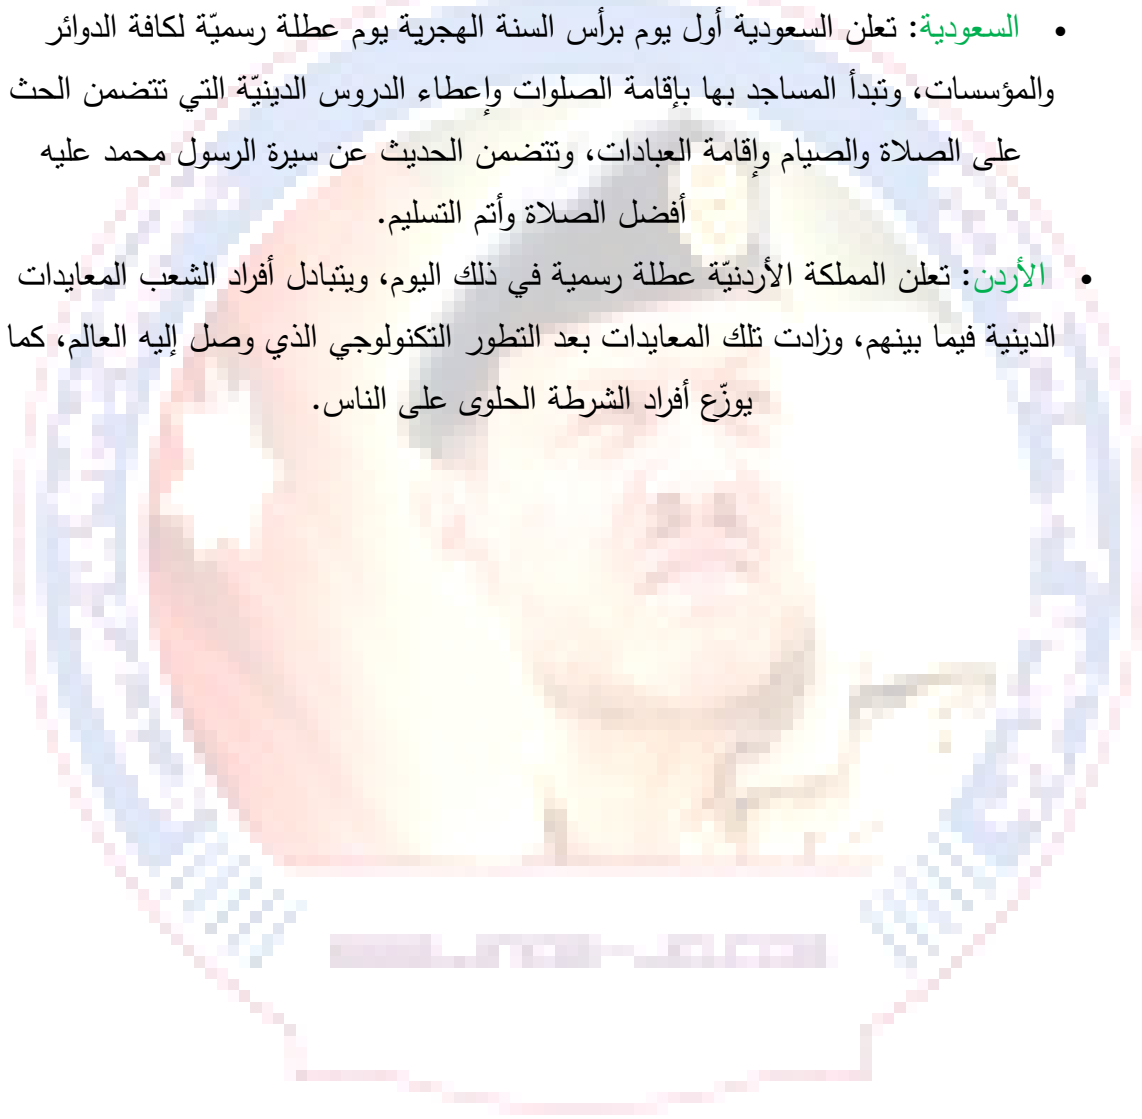 • السعودية: تعلن السعودية أول يوم برأس السنة الهجرية يوم عطلة رسميّة لكافة الدوائر
والمؤسسات، وتبدأ المساجد بها بإقامة الصلوات وإعطاء الدروس الدينيّة التي تتضمن الحث
على الصلاة والصيام وإقامة العبادات، وتتضمن الحديث عن سيرة الرسول محمد عليه
أفضل الصلاة وأتم التسليم.
• الأردن: تعلن المملكة الأردنيّة عطلة رسمية في ذلك اليوم، ويتبادل أفراد الشعب المعايدات
الدينية فيما بينهم، وزادت تلك المعايدات بعد التطور التكنولوجي الذي وصل إليه العالم، كما
يوزّع أفراد الشرطة الحلوى على الناس.